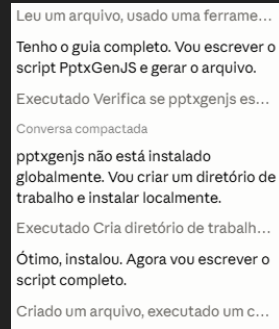 Leu um arquivo, usado uma ferrame...
Tenho o guia completo. Vou escrever o
script PptxGenJS e gerar o arquivo.
Executado Verifica se pptxgenjs es...
Conversa compactada
pptxgenjs não está instalado
globalmente. Vou criar um diretório de
trabalho e instalar localmente.
Executado Cria diretório de trabalh...
Ótimo, instalou. Agora vou escrever o
script completo.
Criado um arquivo, executado um c...